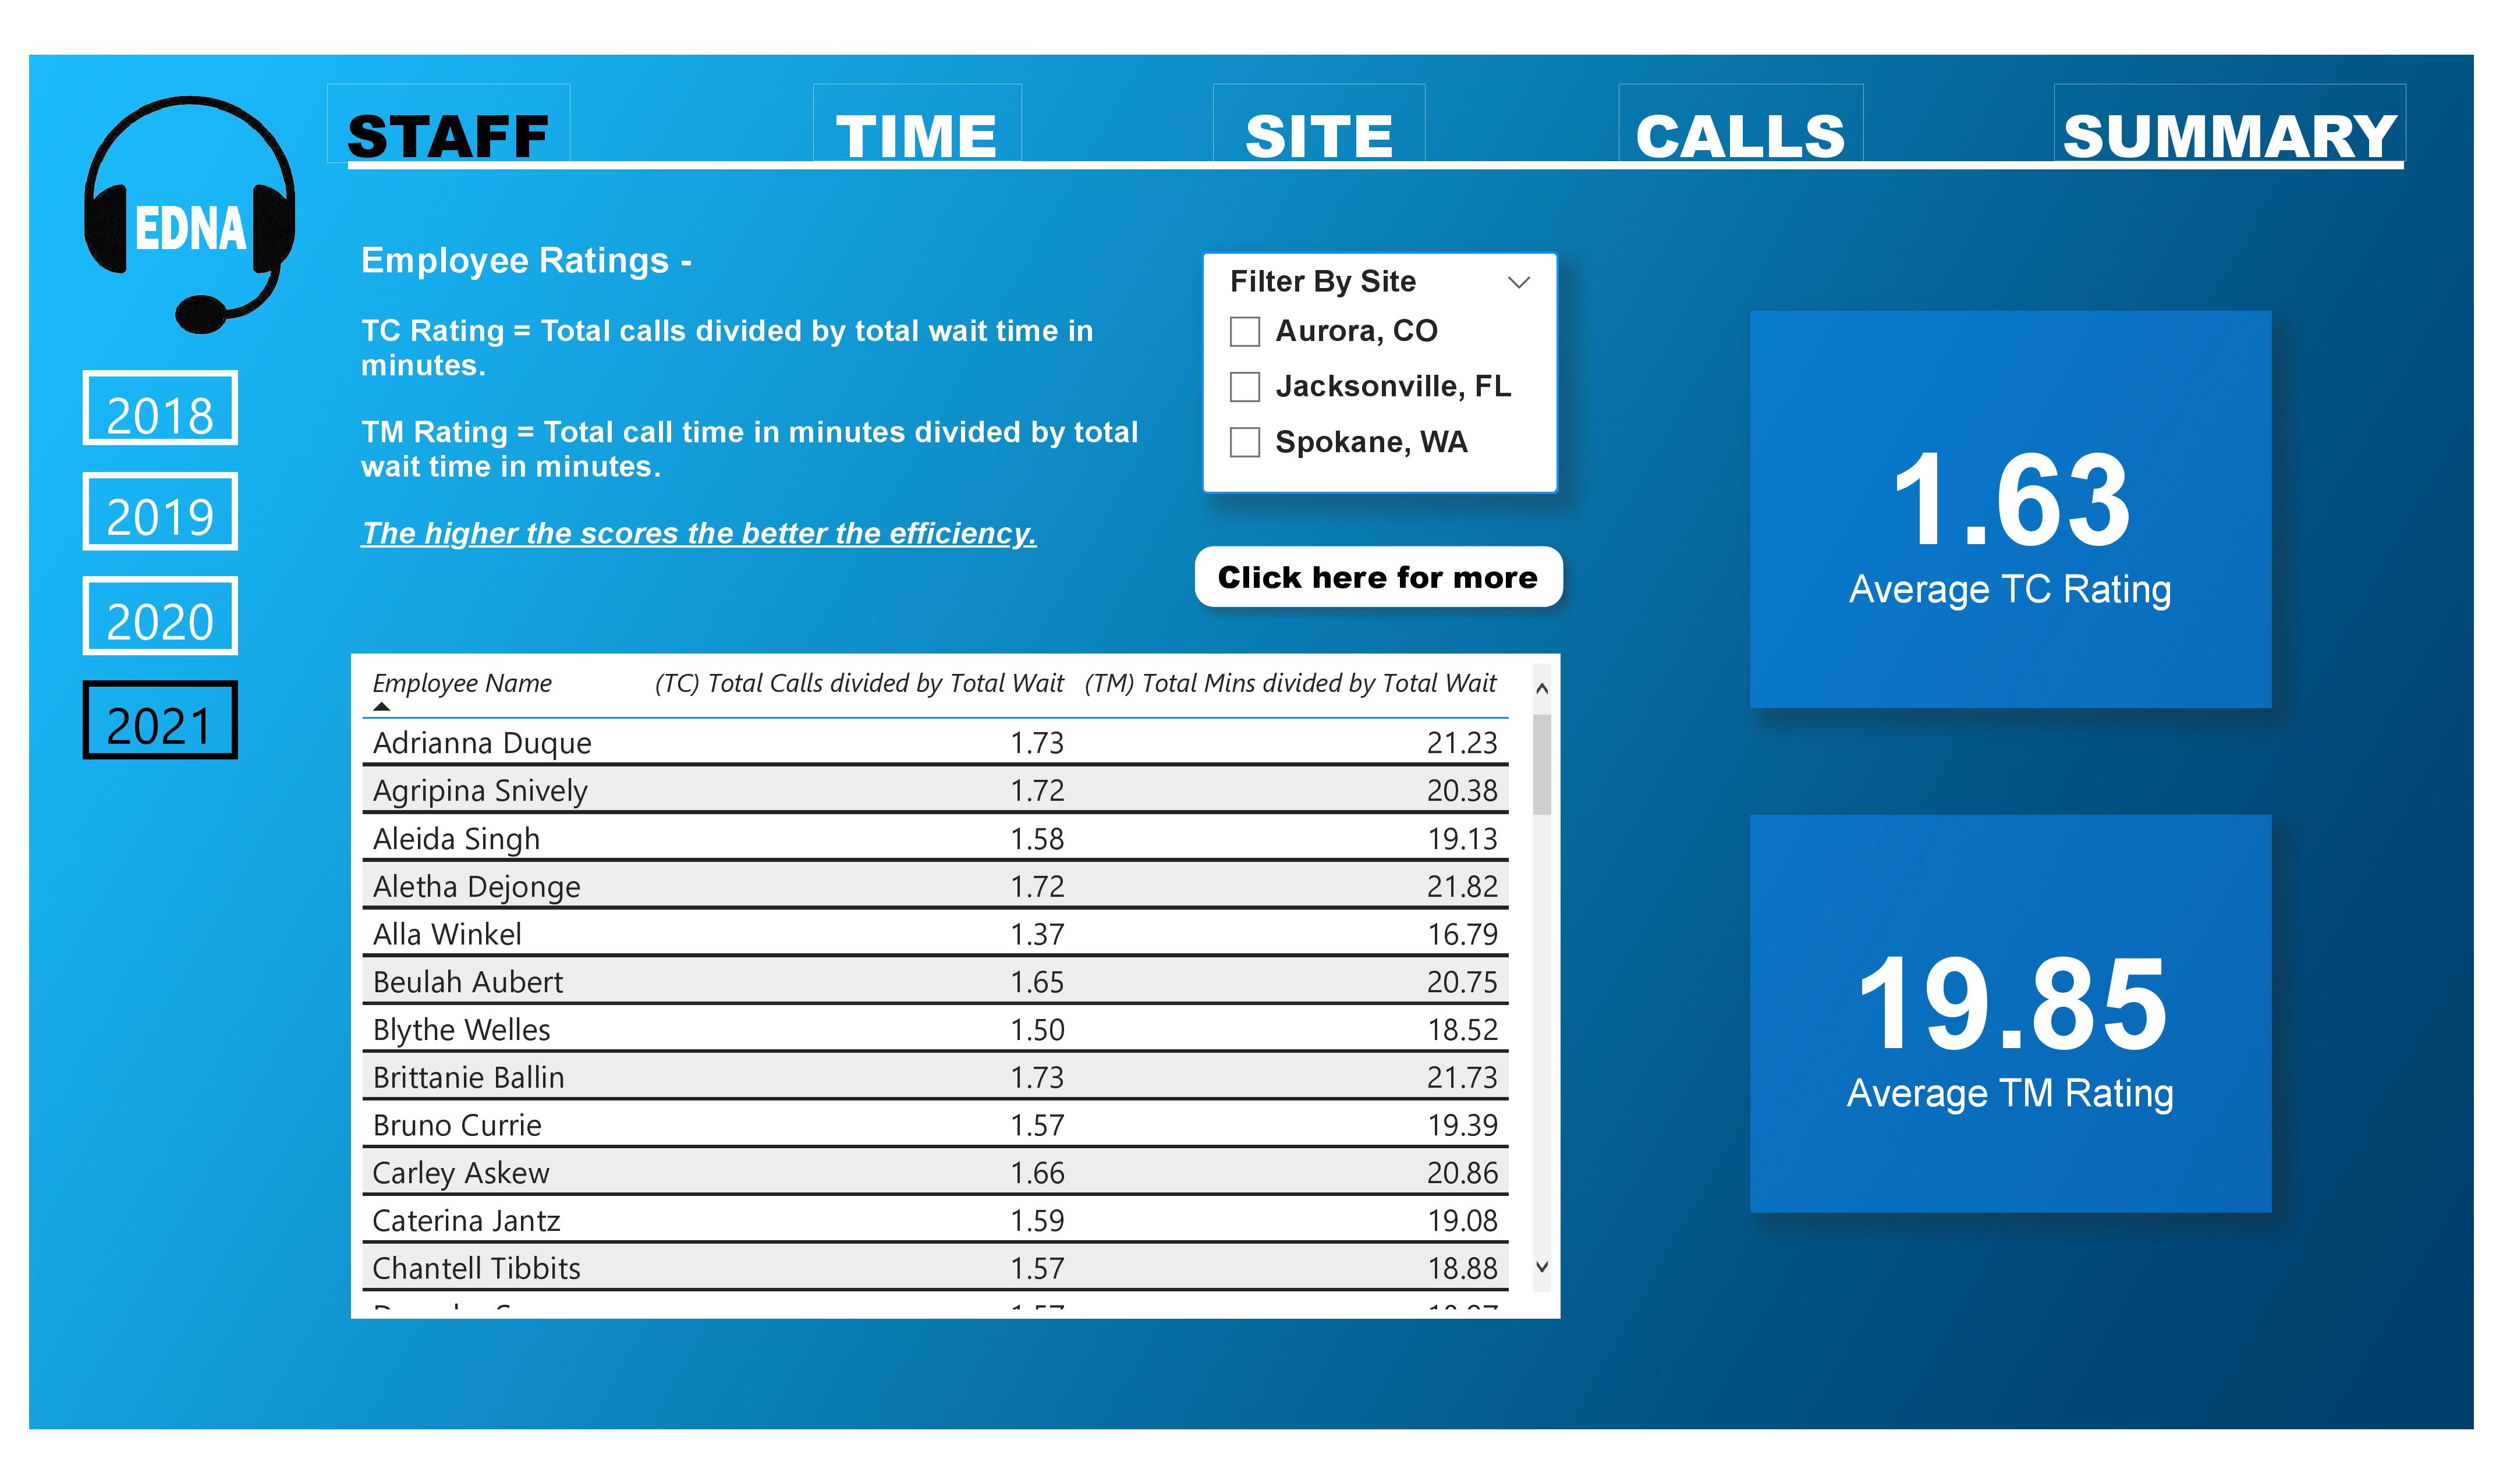 STAFF TIME SITE CALLS SUMMARY
EDNA
2018
2019
2020
2021
Employee Ratings -
TC Rating = Total calls divided by total wait time in
minutes.
TM Rating = Total call time in minutes divided by total
wait time in minutes.
The higher the scores the better the efficiency.
Filter By Site
Aurora, CO
Jacksonville, FL
Spokane, WA
Click here for more
Employee Name (TC) Total Calls divided by Total Wait (TM) Total Mins divided by Total Wait
Adrianna Duque 1.73 21.23
Agripina Snively 1.72 20.38
Aleida Singh 1.58 19.13
Aletha Dejonge 1.72 21.82
Alla Winkel 1.37 16.79
Beulah Aubert 1.65 20.75
Blythe Welles 1.50 18.52
Brittanie Ballin 1.73 21.73
Bruno Currie 1.57 19.39
Carley Askew 1.66 20.86
Caterina Jantz 1.59 19.08
Chantell Tibbits 1.57 18.88
1.63
Average TC Rating
19.85
Average TM Rating